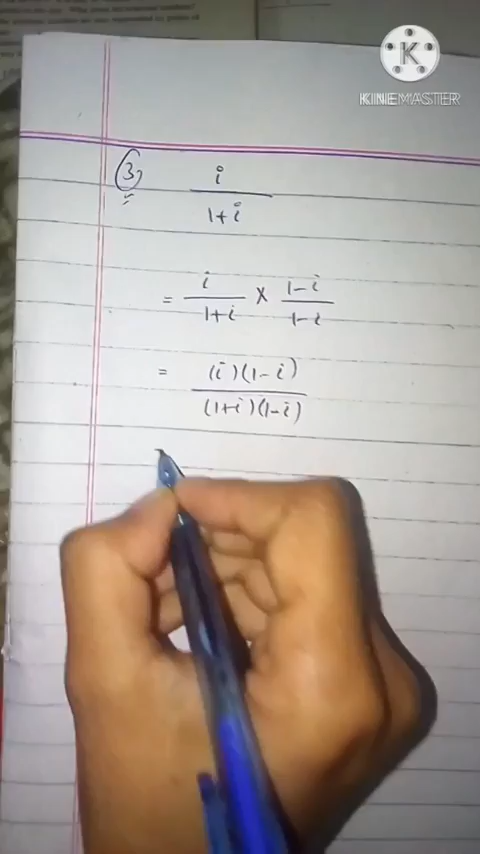 K
KINEMASTER
3)
i
1+i
= i/1+i × 1-i/1-i
= (i)(1-i)
(1+i)(1-i)